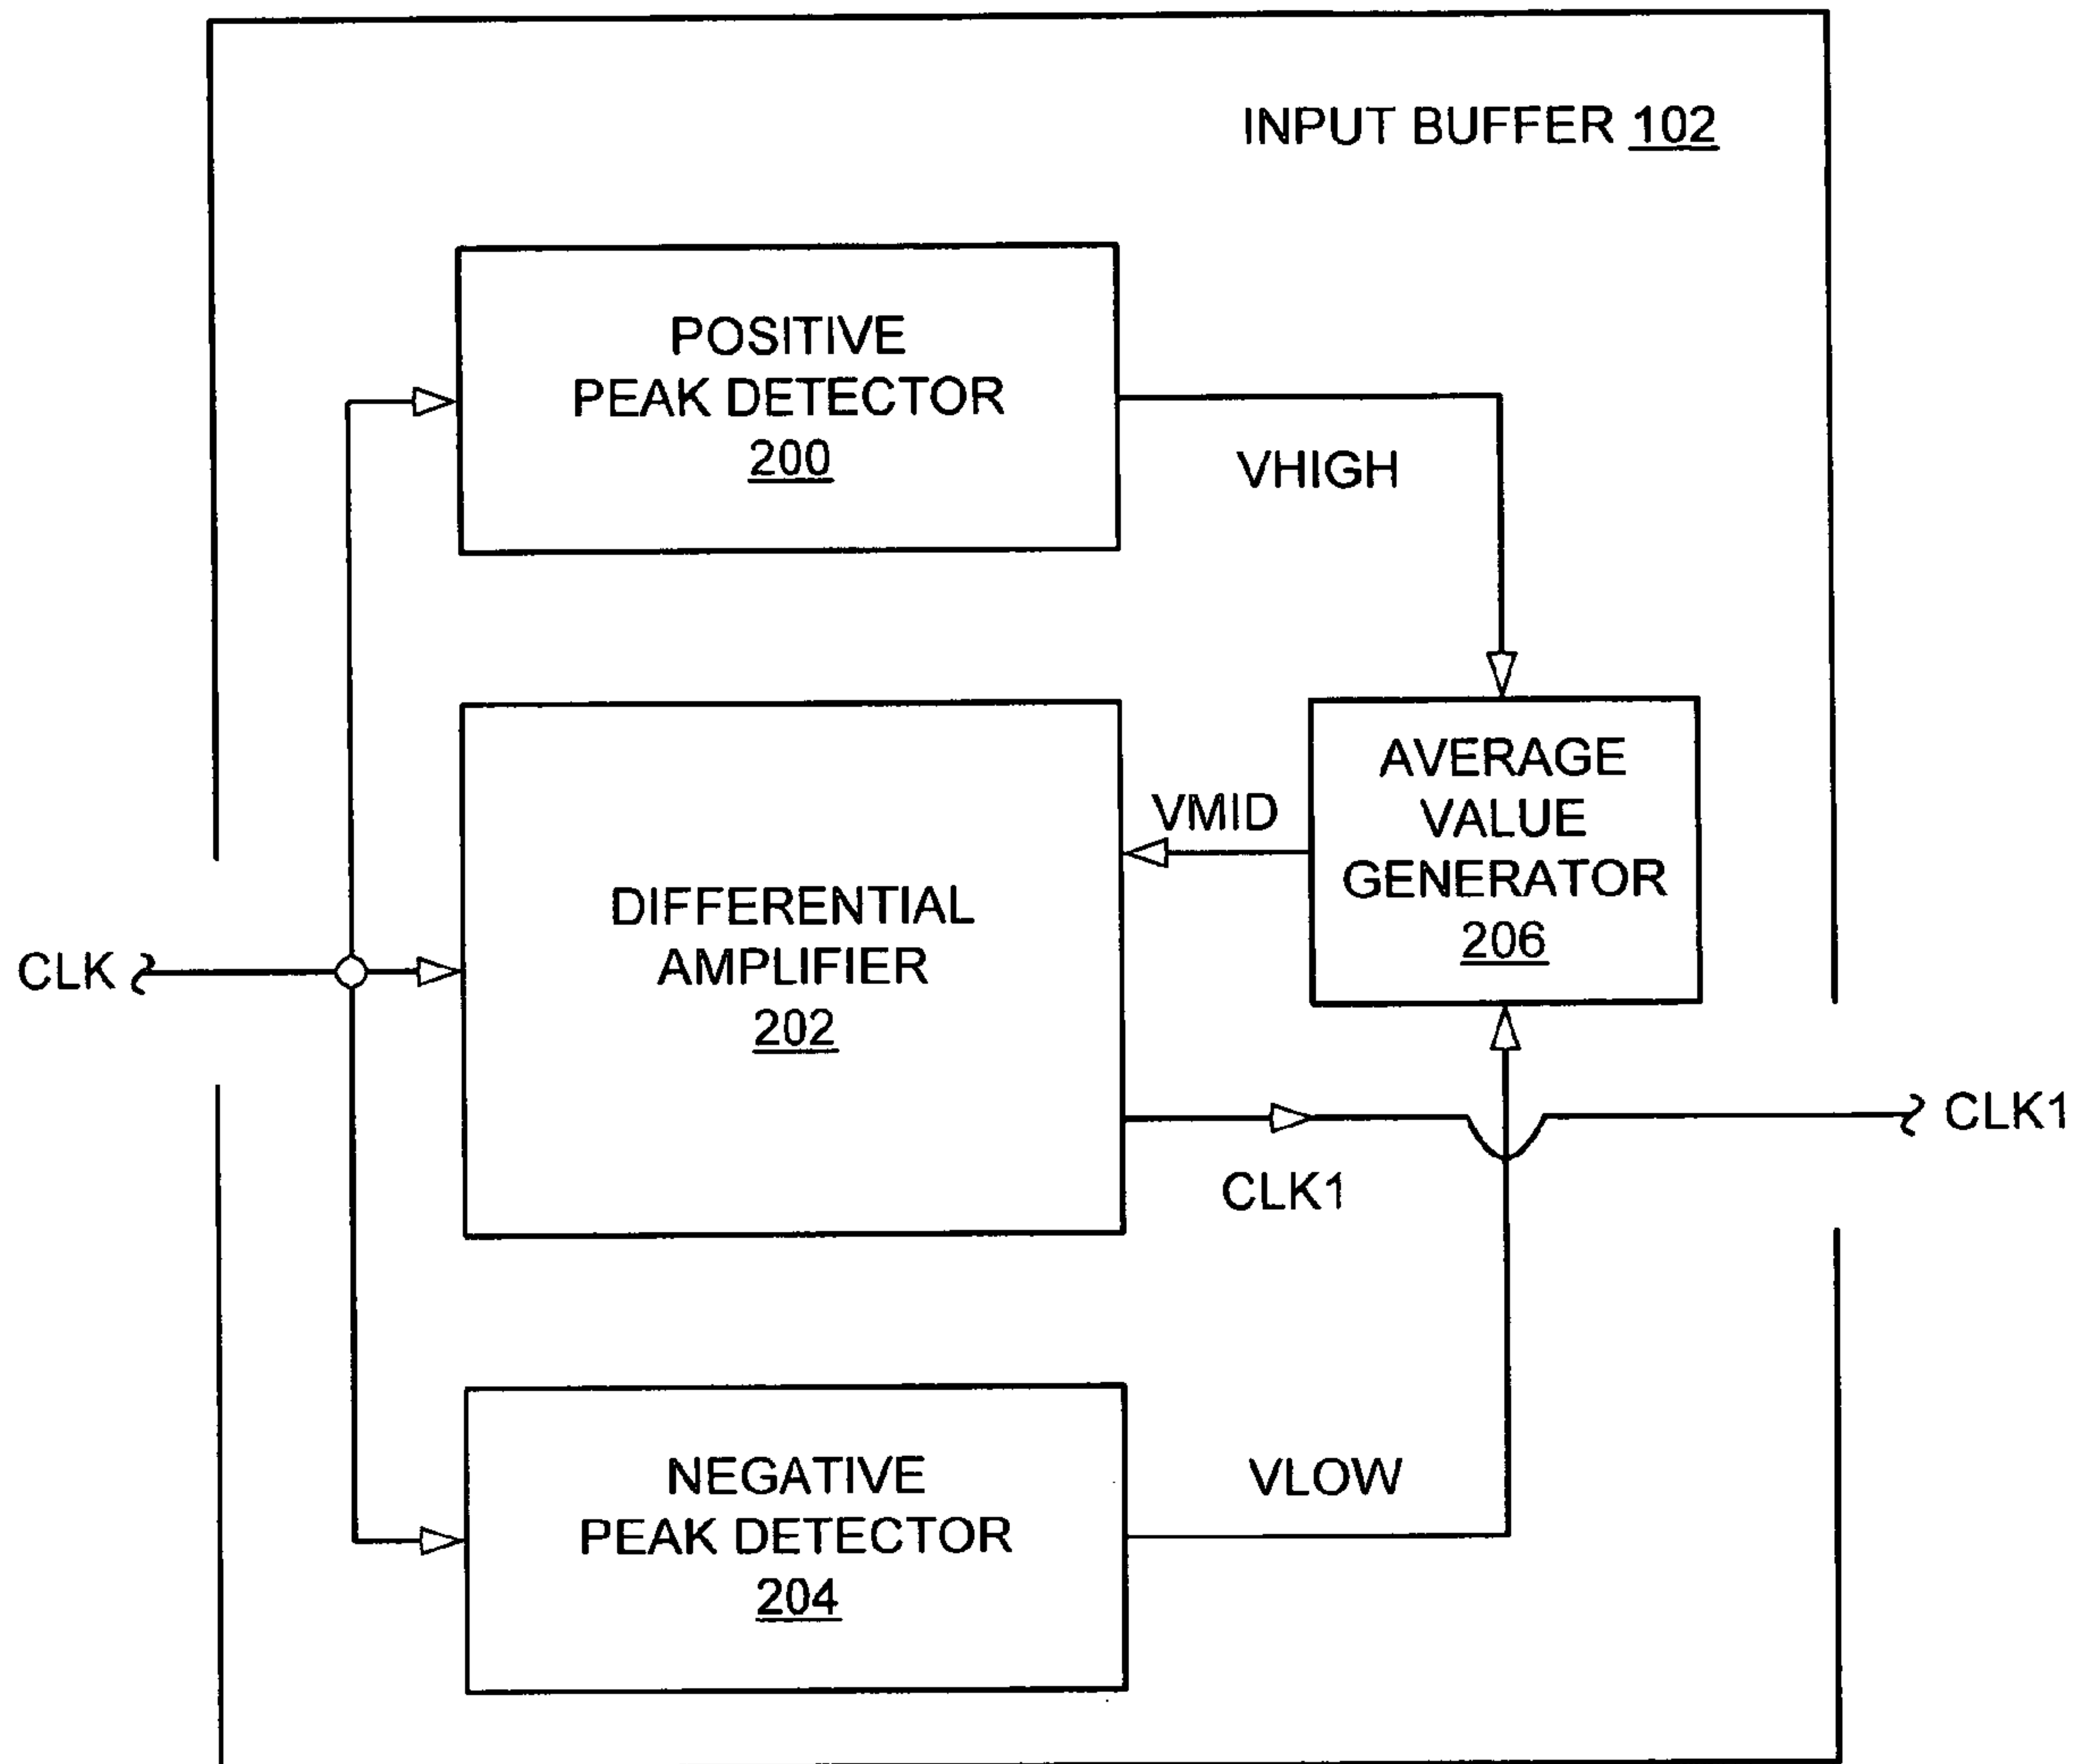 INPUT BUFFER 102
POSITIVE
PEAK DETECTOR
200
VHIGH
AVERAGE
VALUE
GENERATOR
206
VMID
DIFFERENTIAL
AMPLIFIER
202
CLK
CLK1
CLK1
NEGATIVE
PEAK DETECTOR
204
VLOW